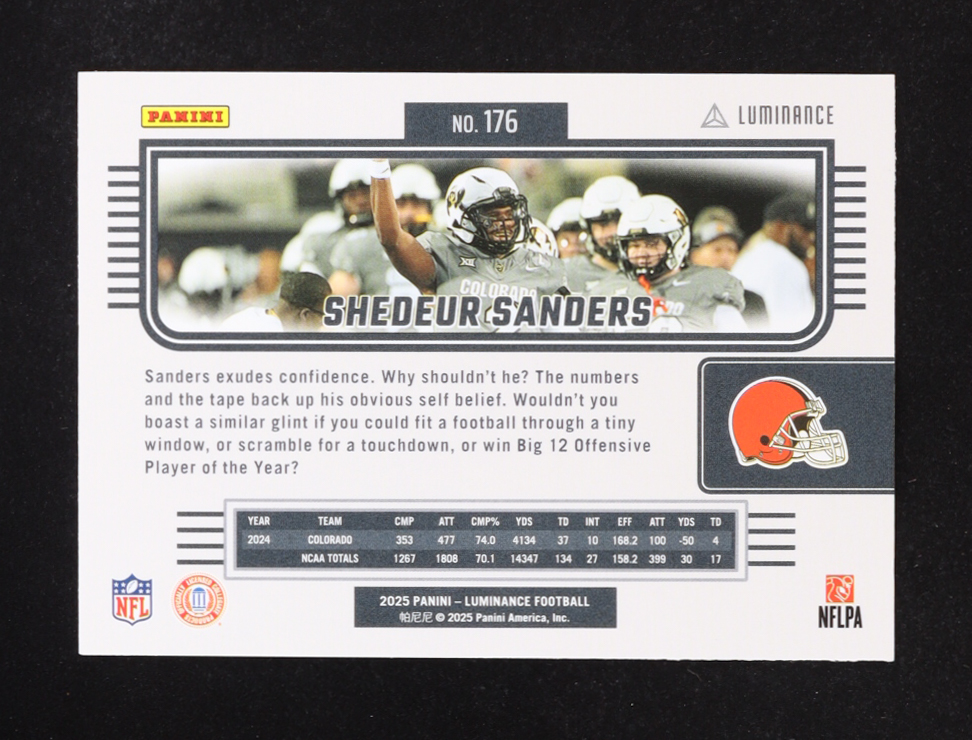 PANINI
NO. 176
LUMINANCE
COLORADO
SHEDEUR SANDERS
Sanders exudes confidence. Why shouldn't he? The numbers
and the tape back up his obvious self belief. Wouldn't you
boast a similar glint if you could fit a football through a tiny
window, or scramble for a touchdown, or win Big 12 Offensive
Player of the Year?
YEAR TEAM CMP ATT CMP% YDS TD INT EFF ATT YDS TD
2024 COLORADO 353 477 74.0 4134 37 10 168.2 100 -50 4
NCAA TOTALS 1267 1808 70.1 14347 134 27 158.2 399 30 17
NFL
OFFICIALLY LICENSED COLLEGIATE PRODUCTS
2025 PANINI – LUMINANCE FOOTBALL
帕尼尼 © 2025 Panini America, Inc.
NFLPA